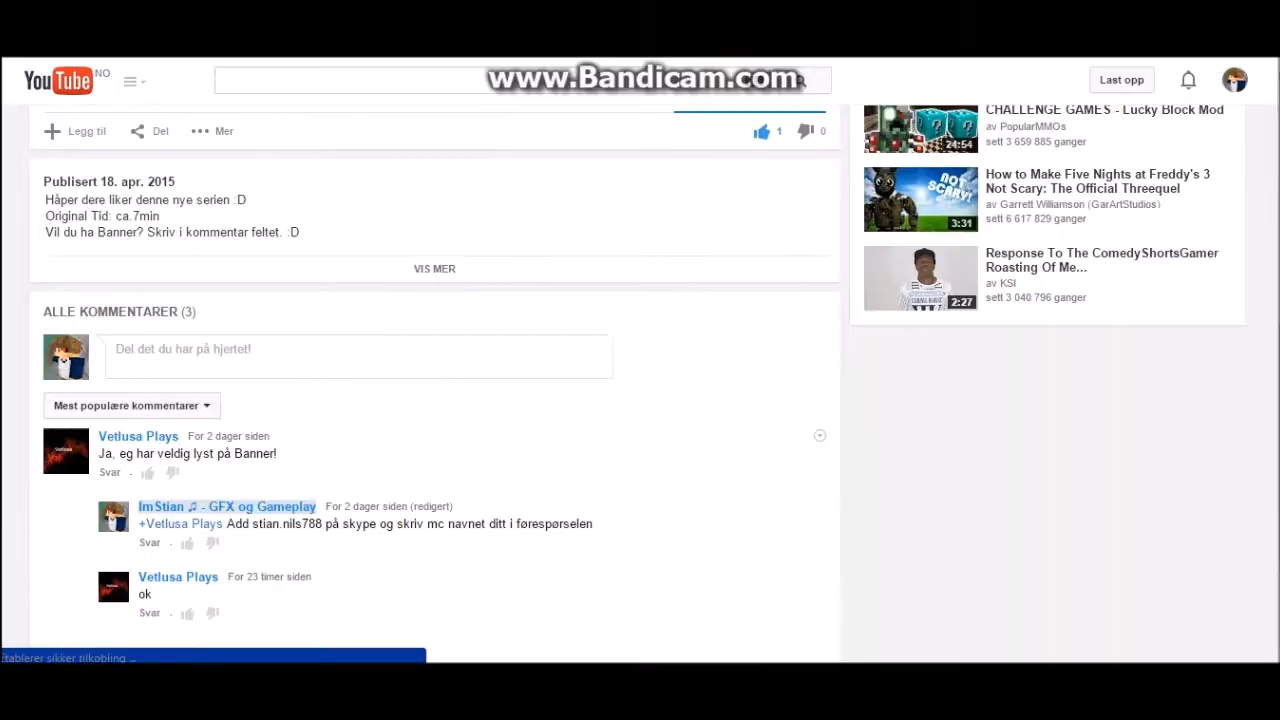 www.Bandicam.com
YouTube NO
Last opp
Legg til
Del
Mer
1
0
Publisert 18. apr. 2015
Håper dere liker denne nye serien :D
Original Tid: ca.7min
Vil du ha Banner? Skriv i kommentar feltet. :D
VIS MER
ALLE KOMMENTARER (3)
Del det du har på hjertet!
Mest populære kommentarer
Vetlusa Plays For 2 dager siden
Ja, eg har veldig lyst på Banner!
Svar .
ImStian ♫ - GFX og Gameplay For 2 dager siden (redigert)
+Vetlusa Plays Add stian.nils788 på skype og skriv mc navnet ditt i førespørselen
Svar .
Vetlusa Plays For 23 timer siden
ok
Svar .
Etablerer sikker tilkobling ...
CHALLENGE GAMES - Lucky Block Mod
av PopularMMOs
sett 3 659 885 ganger
24:54
How to Make Five Nights at Freddy's 3
Not Scary: The Official Threequel
av Garrett Williamson (GarArtStudios)
sett 6 617 829 ganger
NOT
SCARY!
3:31
Response To The ComedyShortsGamer
Roasting Of Me...
av KSI
sett 3 040 796 ganger
2:27